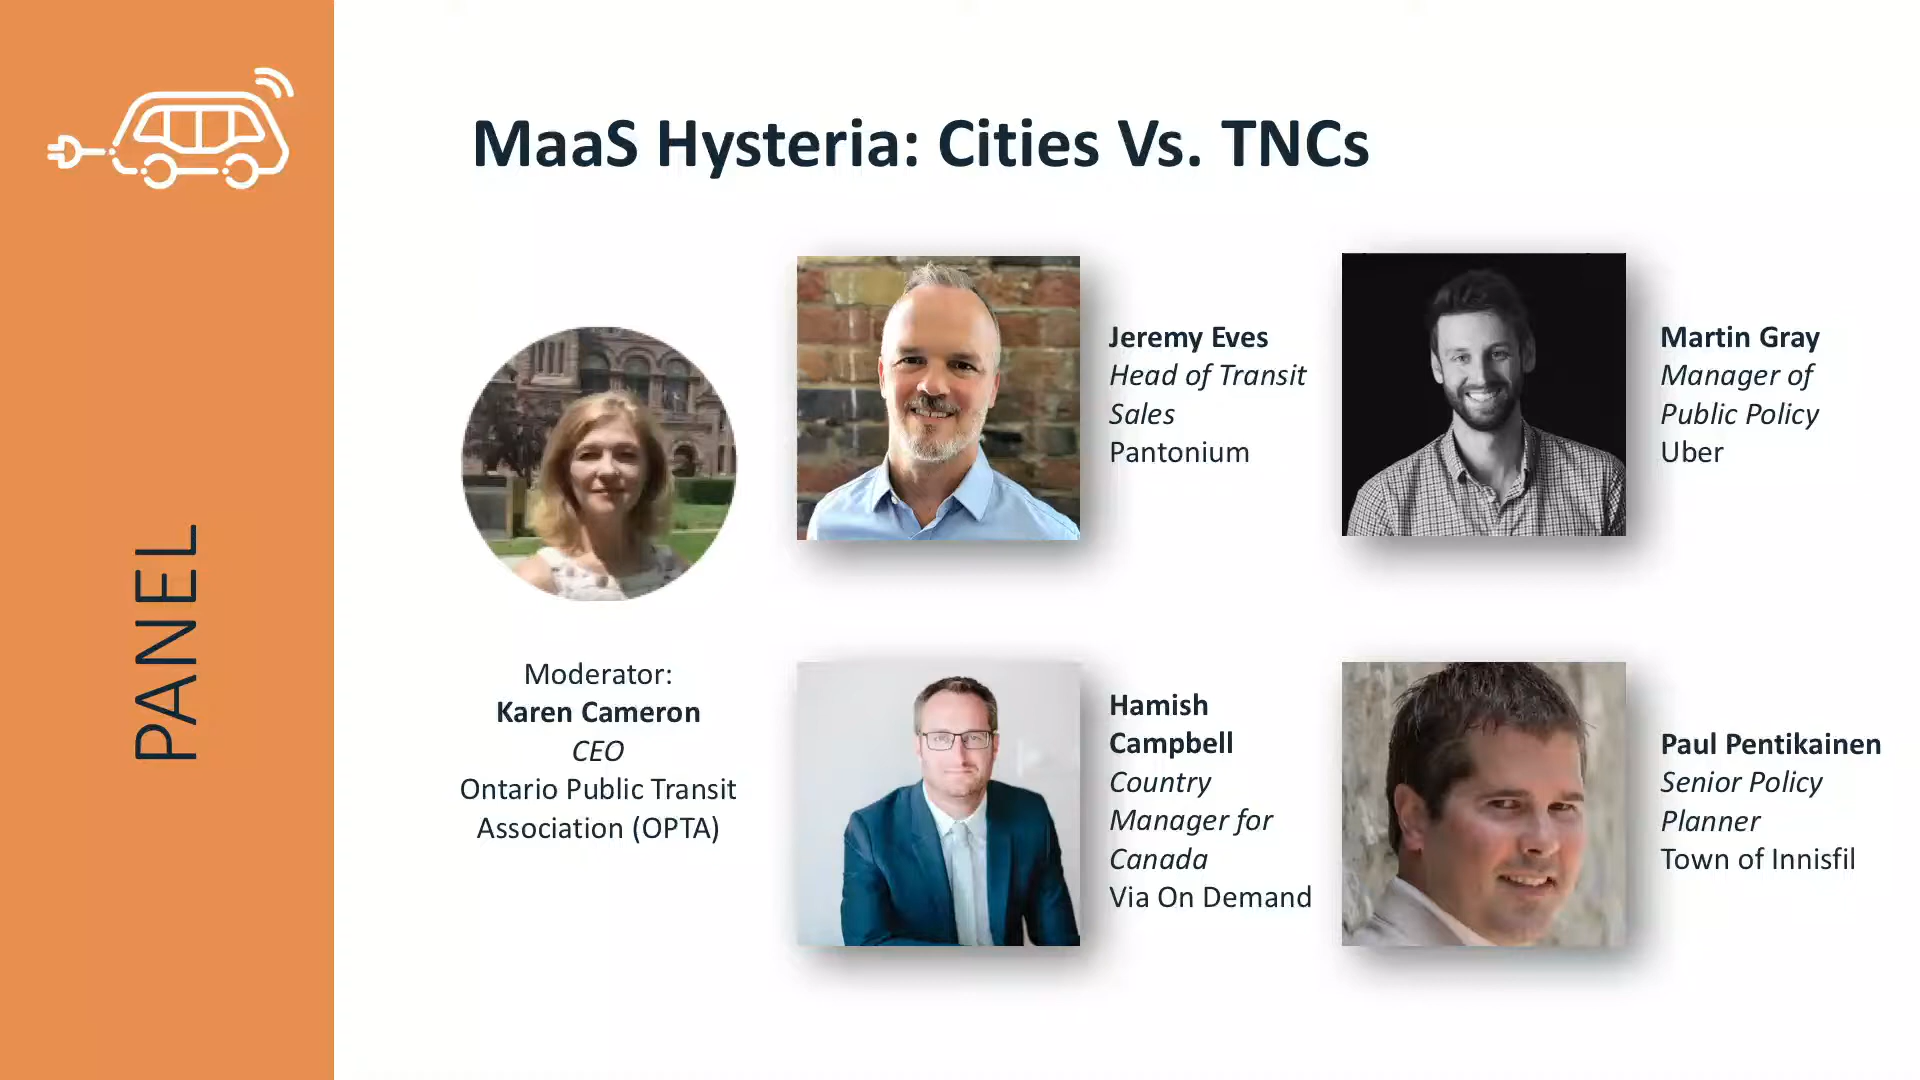 PANEL
MaaS Hysteria: Cities Vs. TNCs
Moderator:
Karen Cameron
CEO
Ontario Public Transit
Association (OPTA)
Jeremy Eves
Head of Transit
Sales
Pantonium
Martin Gray
Manager of
Public Policy
Uber
Hamish
Campbell
Country
Manager for
Canada
Via On Demand
Paul Pentikainen
Senior Policy
Planner
Town of Innisfil